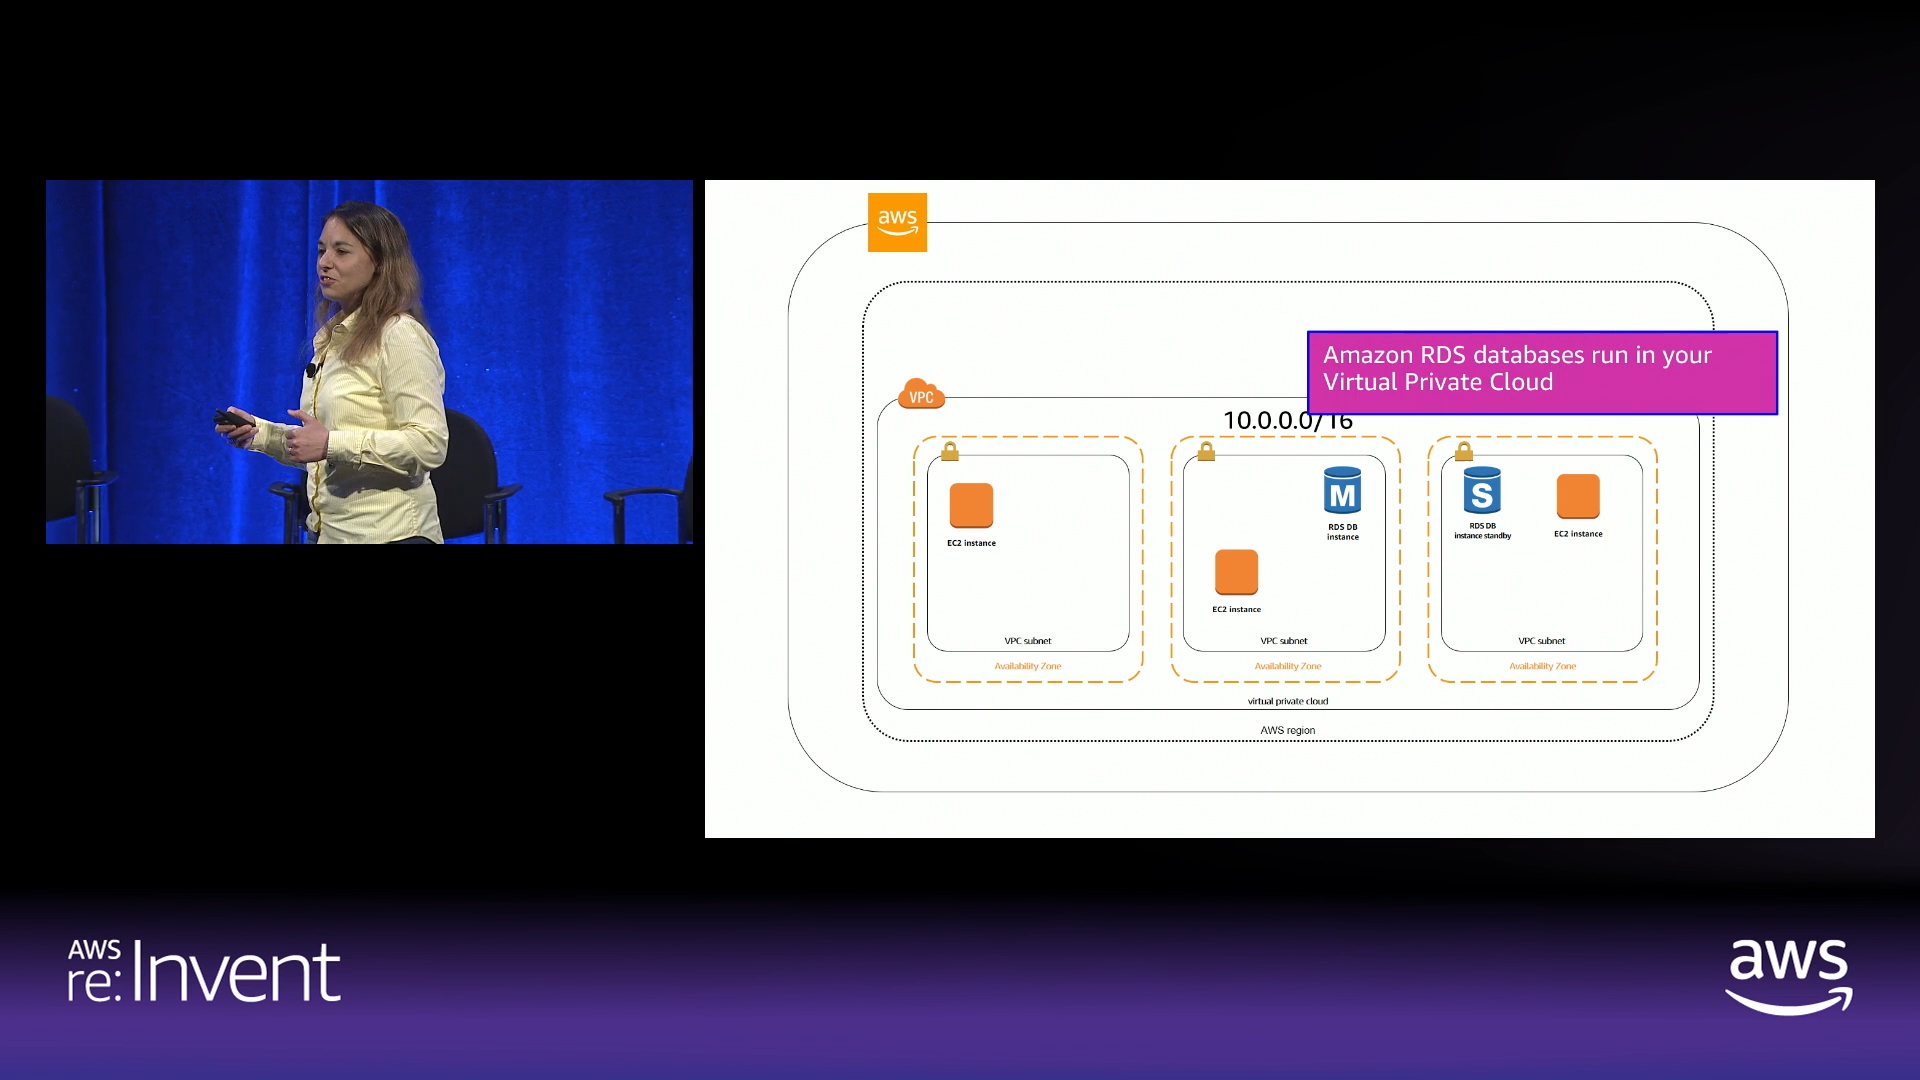 aws
Amazon RDS databases run in your
Virtual Private Cloud
VPC
10.0.0.0/16
M
S
RDS DB
instance
RDS DB
instance standby
EC2 instance
EC2 instance
EC2 instance
VPC subnet
VPC subnet
VPC subnet
Availability Zone
Availability Zone
Availability Zone
virtual private cloud
AWS region
AWS
re:Invent
aws